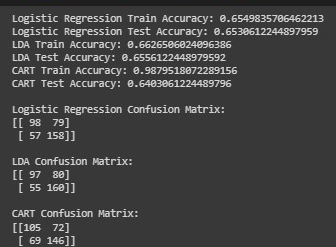 Logistic Regression Train Accuracy: 0.6549835706462213
Logistic Regression Test Accuracy: 0.6530612244897959
LDA Train Accuracy: 0.6626506024096386
LDA Test Accuracy: 0.6556122448979592
CART Train Accuracy: 0.9879518072289156
CART Test Accuracy: 0.6403061224489796
Logistic Regression Confusion Matrix:
[[ 98  79]
 [ 57 158]]
LDA Confusion Matrix:
[[ 97  80]
 [ 55 160]]
CART Confusion Matrix:
[[105  72]
 [ 69 146]]